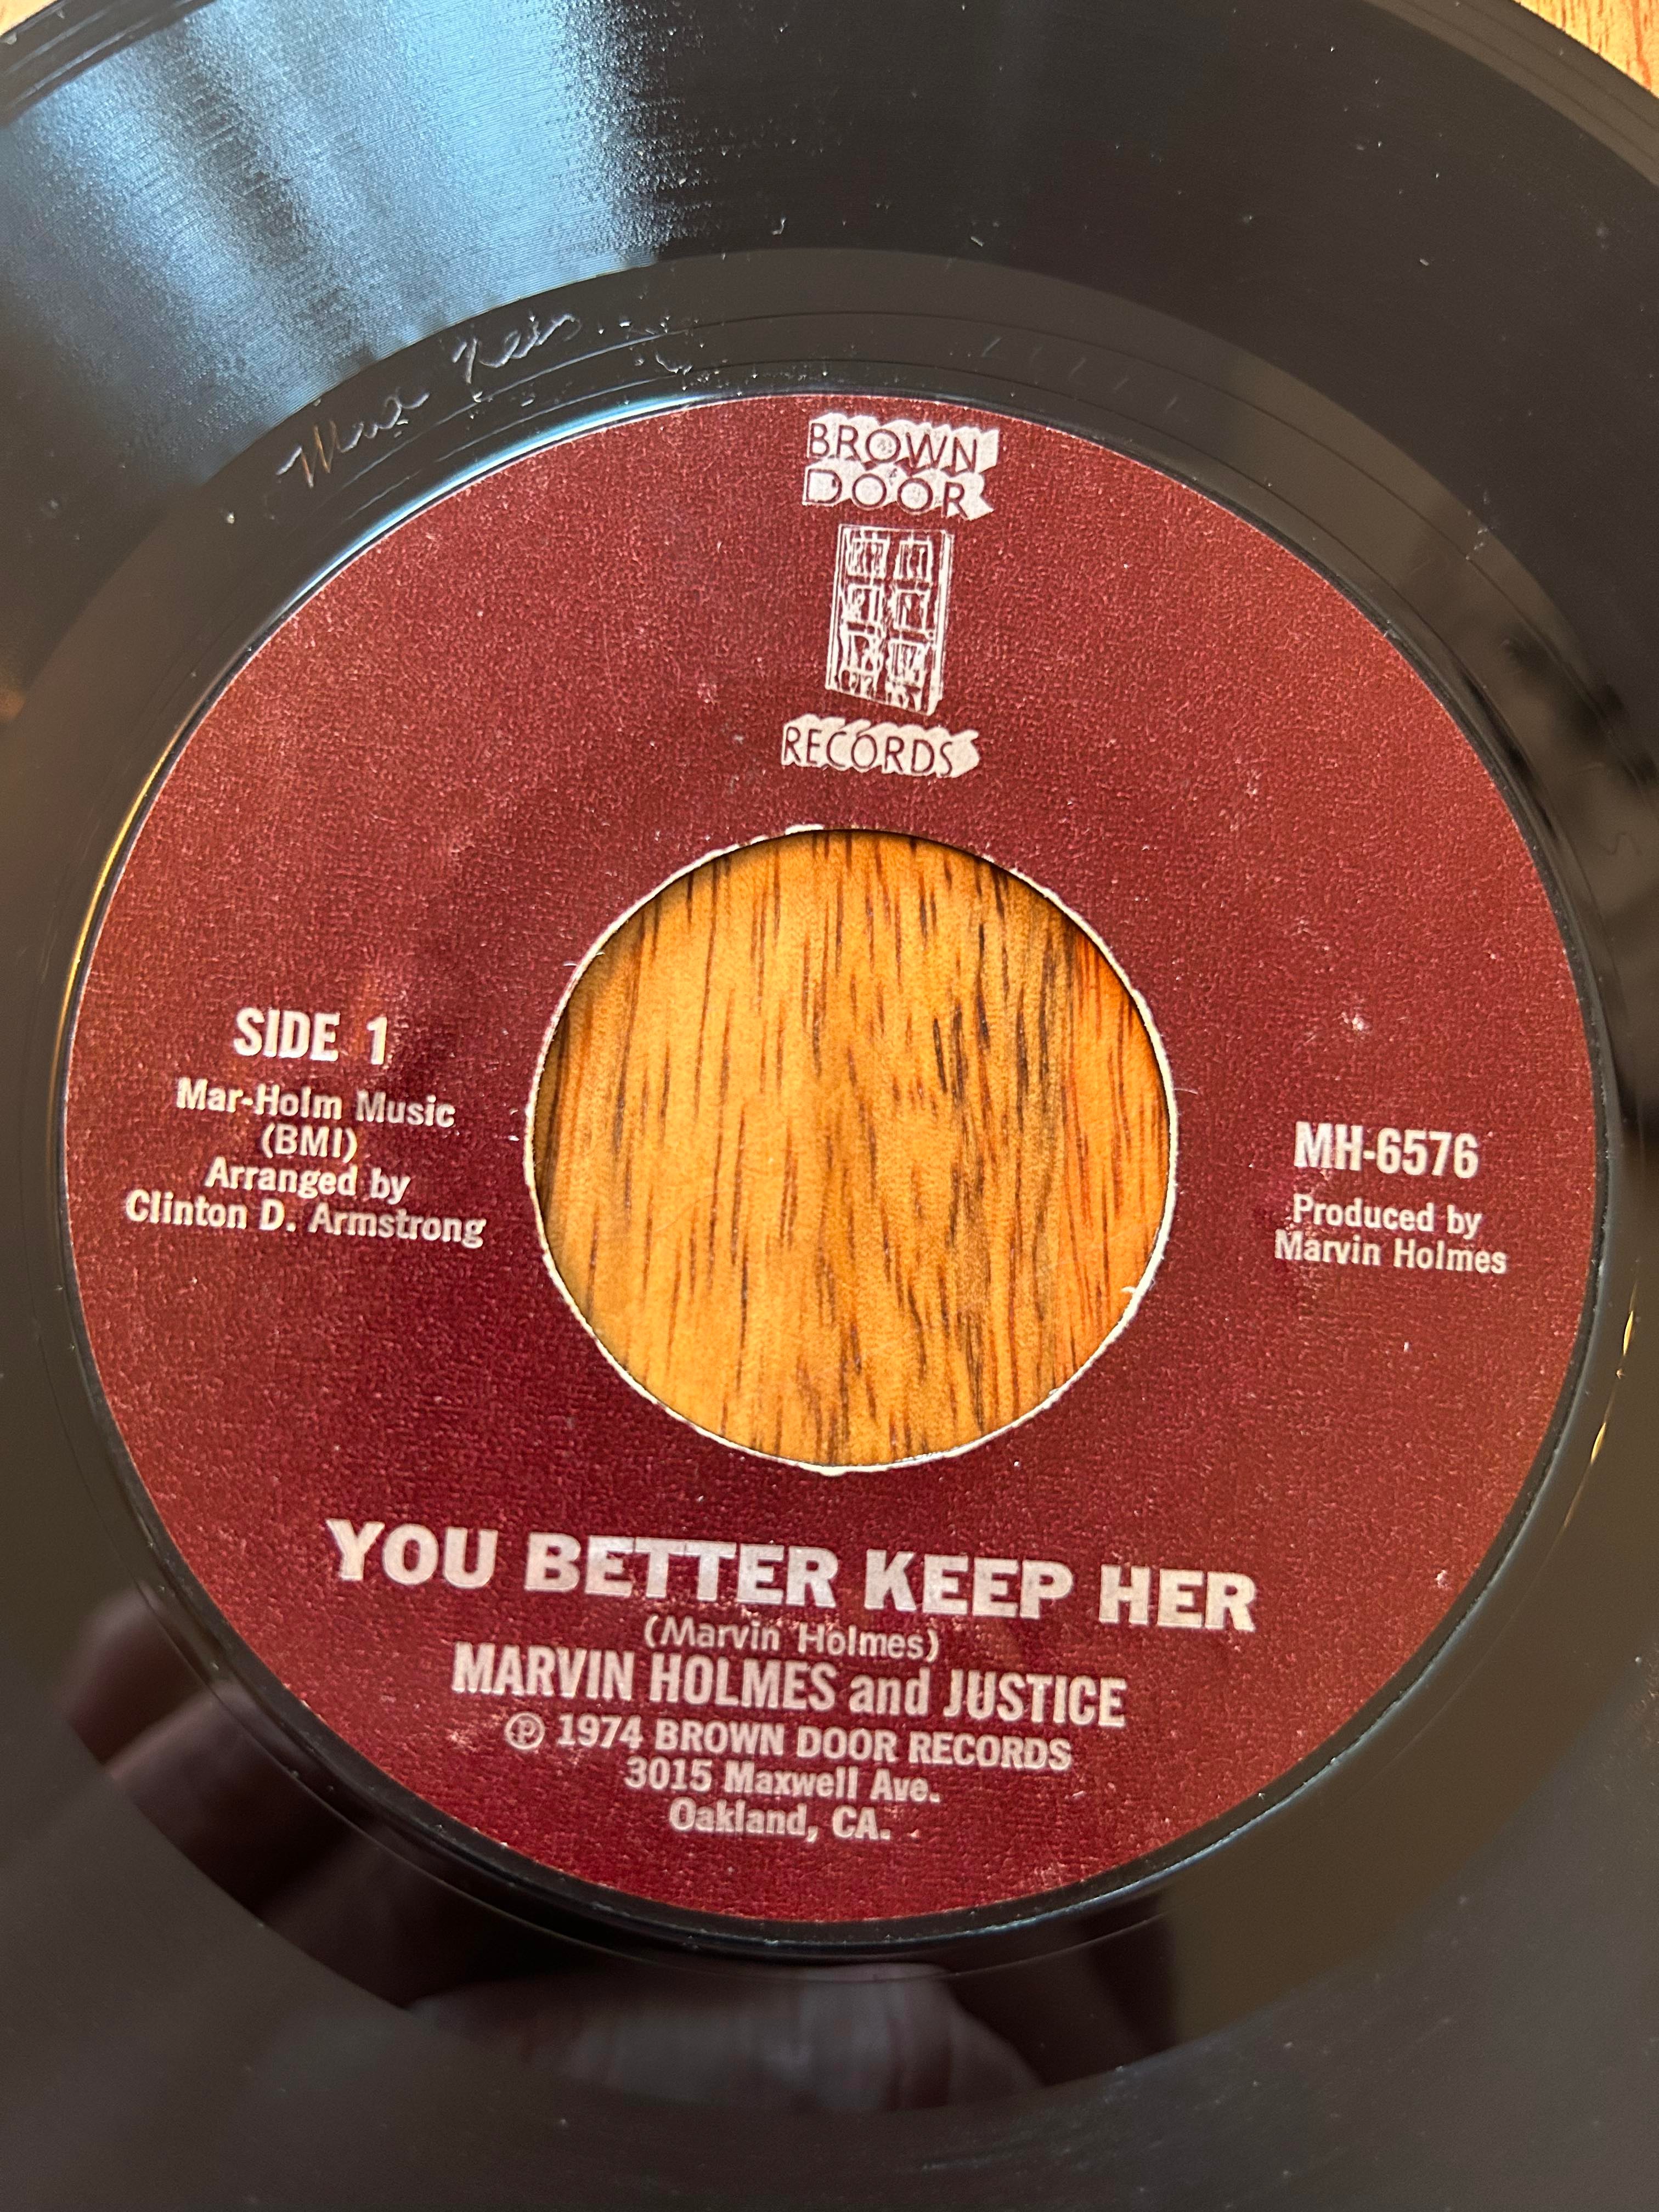 BROWN
DOOR
RECORDS
SIDE 1
Mar-Holm Music
(BMI)
Arranged by
Clinton D. Armstrong
MH-6576
Produced by
Marvin Holmes
YOU BETTER KEEP HER
(Marvin Holmes)
MARVIN HOLMES and JUSTICE
℗ 1974 BROWN DOOR RECORDS
3015 Maxwell Ave.
Oakland, CA.